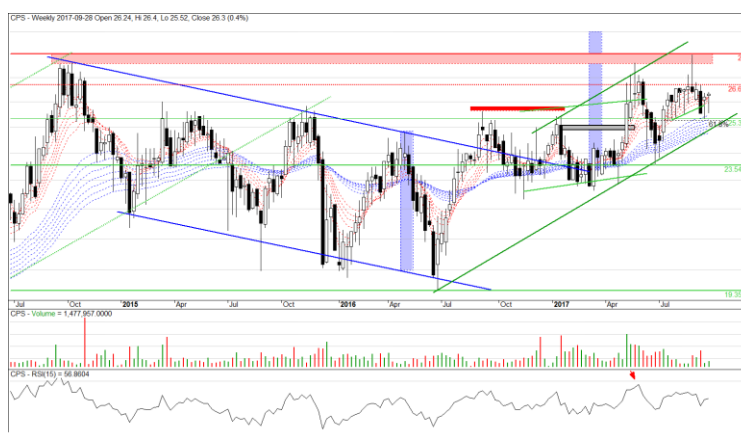 CPS - Weekly 2017-09-28 Open 26.24, Hi 26.4, Lo 25.52, Close 26.3 (0.4%)
26.6
61.8%
23.54
19.35
Jul Oct 2015 Apr Jul Oct 2016 Apr Jul Oct 2017 Apr Jul
CPS - Volume = 1,477,957.0000
CPS - RSI(15) = 56.8604